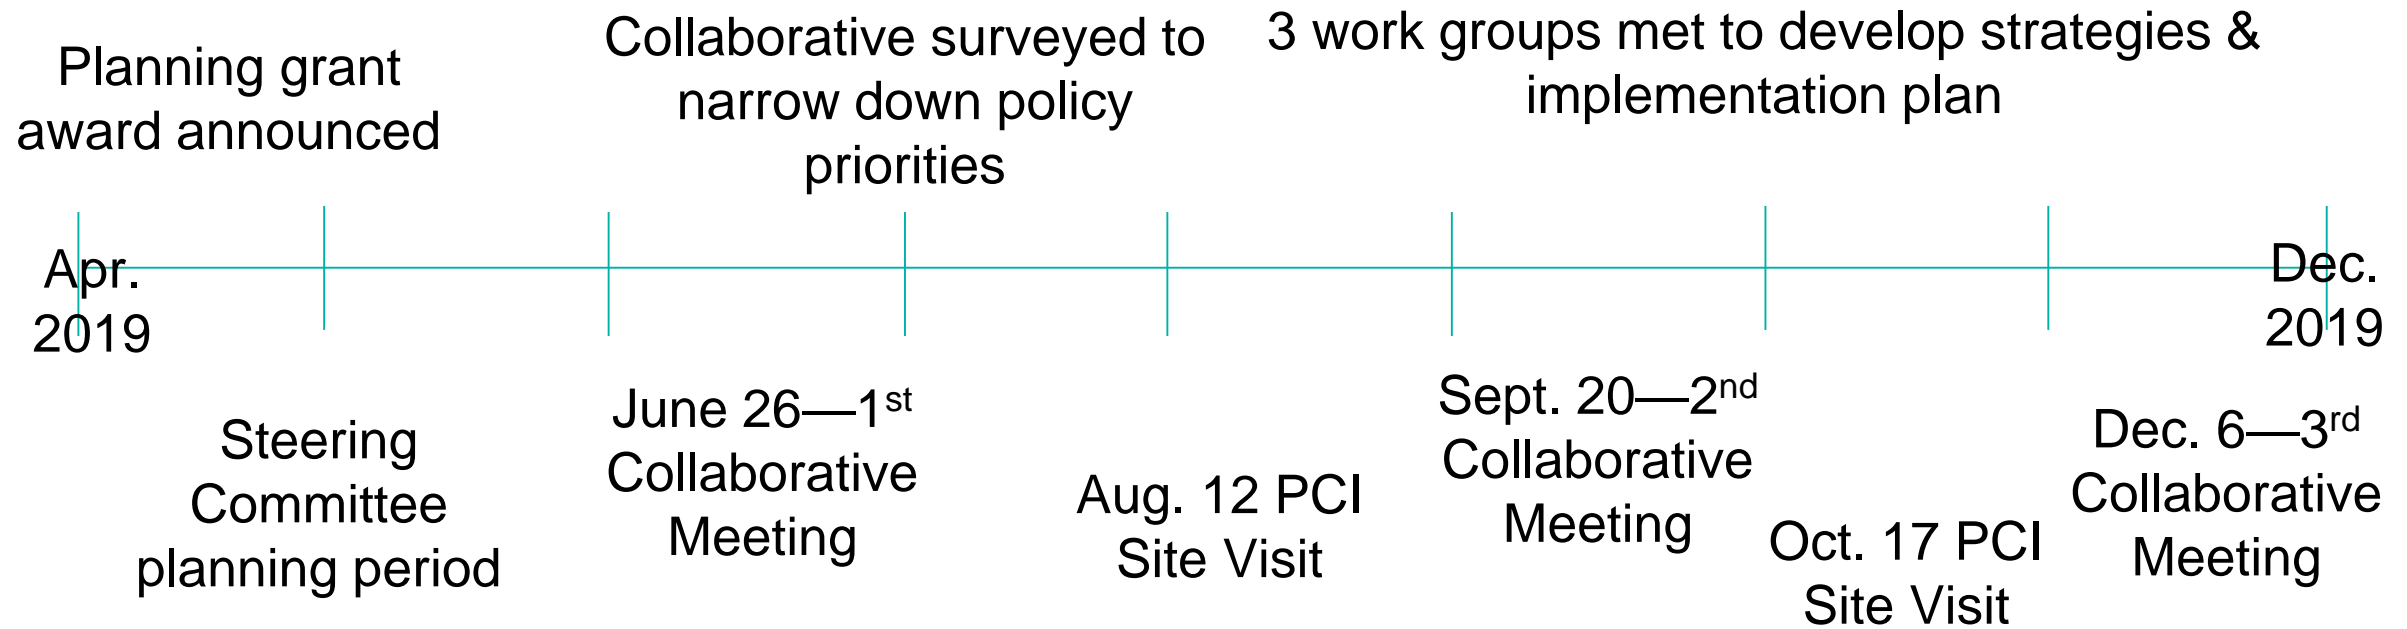 Planning grant
award announced
Collaborative surveyed to
narrow down policy
priorities
3 work groups met to develop strategies &
implementation plan
Apr.
2019
Dec.
2019
Steering
Committee
planning period
June 26—1st
Collaborative
Meeting
Aug. 12 PCI
Site Visit
Sept. 20—2nd
Collaborative
Meeting
Oct. 17 PCI
Site Visit
Dec. 6—3rd
Collaborative
Meeting